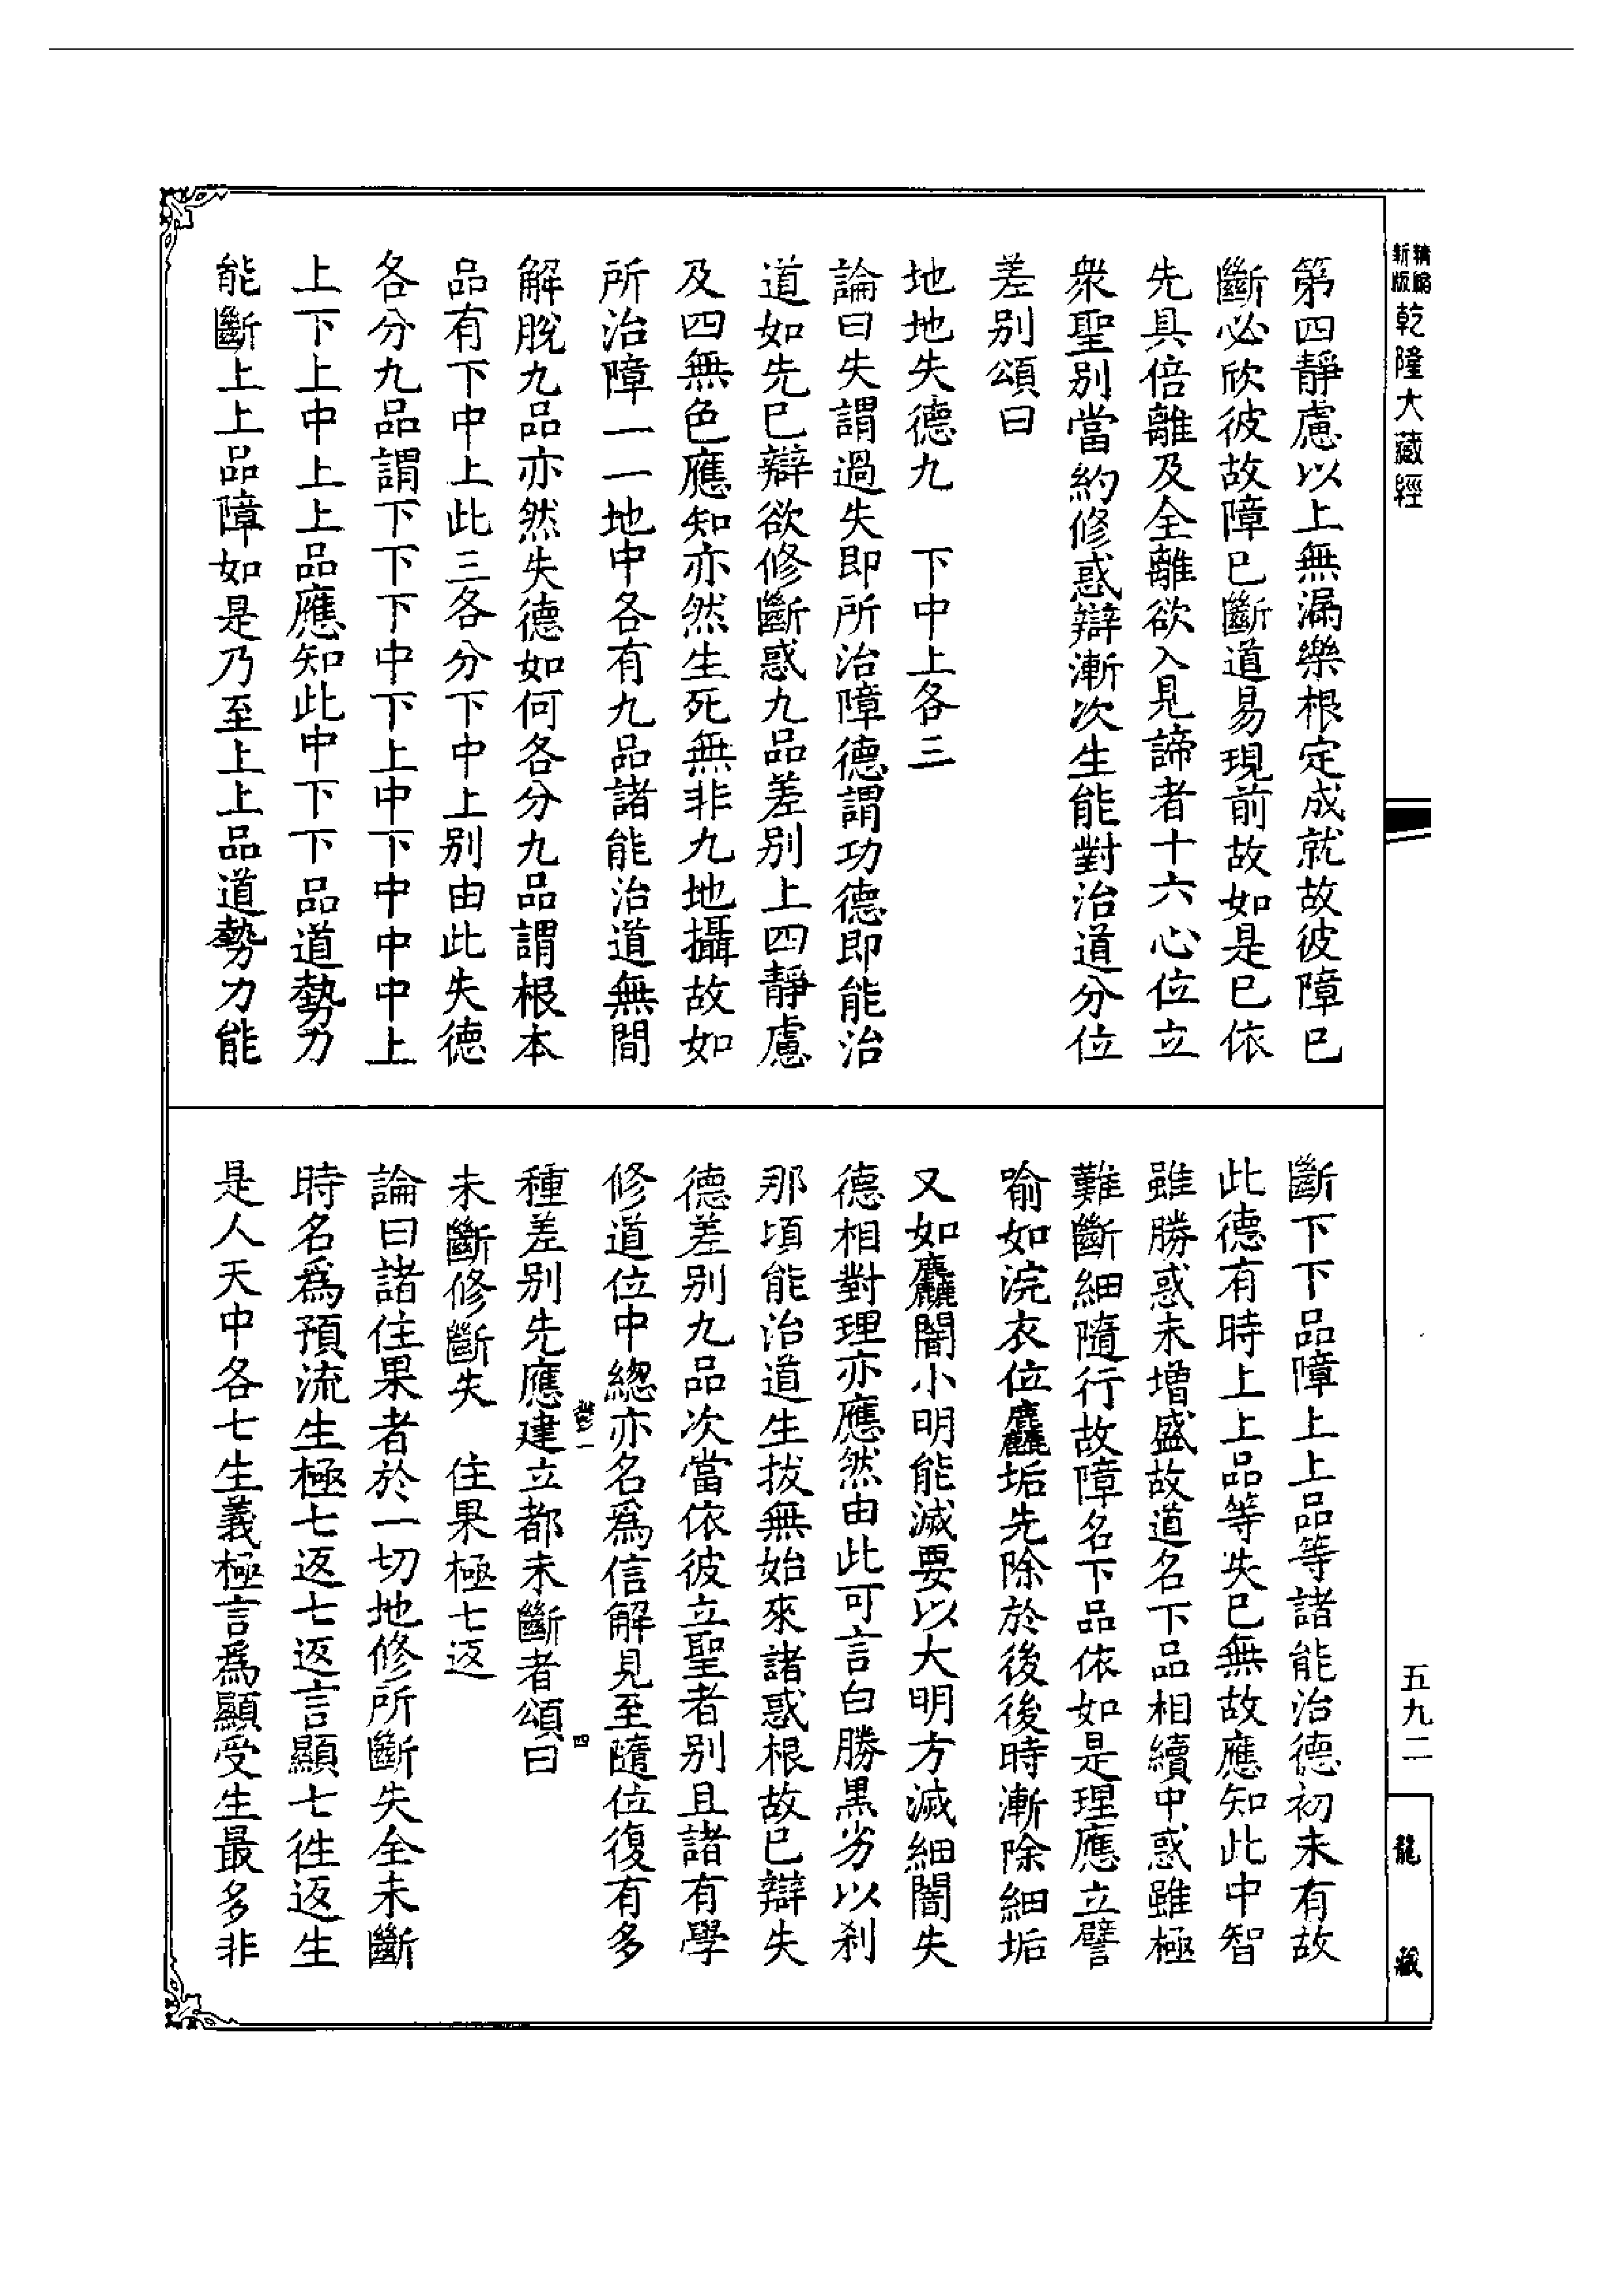 精編
新版
乾隆大藏經
第四靜慮以上無漏樂根定成就故彼障已
斷必欣彼故障已斷道易現前故如是已依
先具倍離及全離欲入見諦者十六心位立
衆聖別當約修惑辯漸次生能對治道分位
差別頌曰
地地失德九　下中上各三
論曰失謂過失即所治障德謂功德即能治
道如先已辯欲修斷惑九品差別上四靜慮
及四無色應知亦然生死無非九地攝故如
所治障一一地中各有九品諸能治道無間
解脫九品亦然失德如何各分九品謂根本
品有下中上此三各分下中上別由此失德
各分九品謂下下下中下上中下中中中上
上下上中上上品應知此中下下品道勢力
能斷上上品障如是乃至上上品道勢力能
斷下下品障上上品等諸能治德初未有故
此德有時上上品等失已無故應知此中智
雖勝惑未增盛故道名下品相續中惑雖極
難斷細隨行故障名下品依如是理應立譬
喻如浣衣位麤垢先除於後後時漸除細垢
又如麤闇小明能滅要以大明方滅細闇失
德相對理亦應然由此可言白勝黑劣以剎
那頃能治道生拔無始來諸惑根故已辯失
德差別九品次當依彼立聖者別且諸有學
修道位中總亦名爲信解見至隨位復有多
種差別先應建立都未斷者頌曰
未斷修斷失　住果極七返
論曰諸住果者於一切地修所斷失全未斷
時名爲預流生極七返七返言顯七徃返生
是人天中各七生義極言爲顯受生最多非
五九二
龍藏